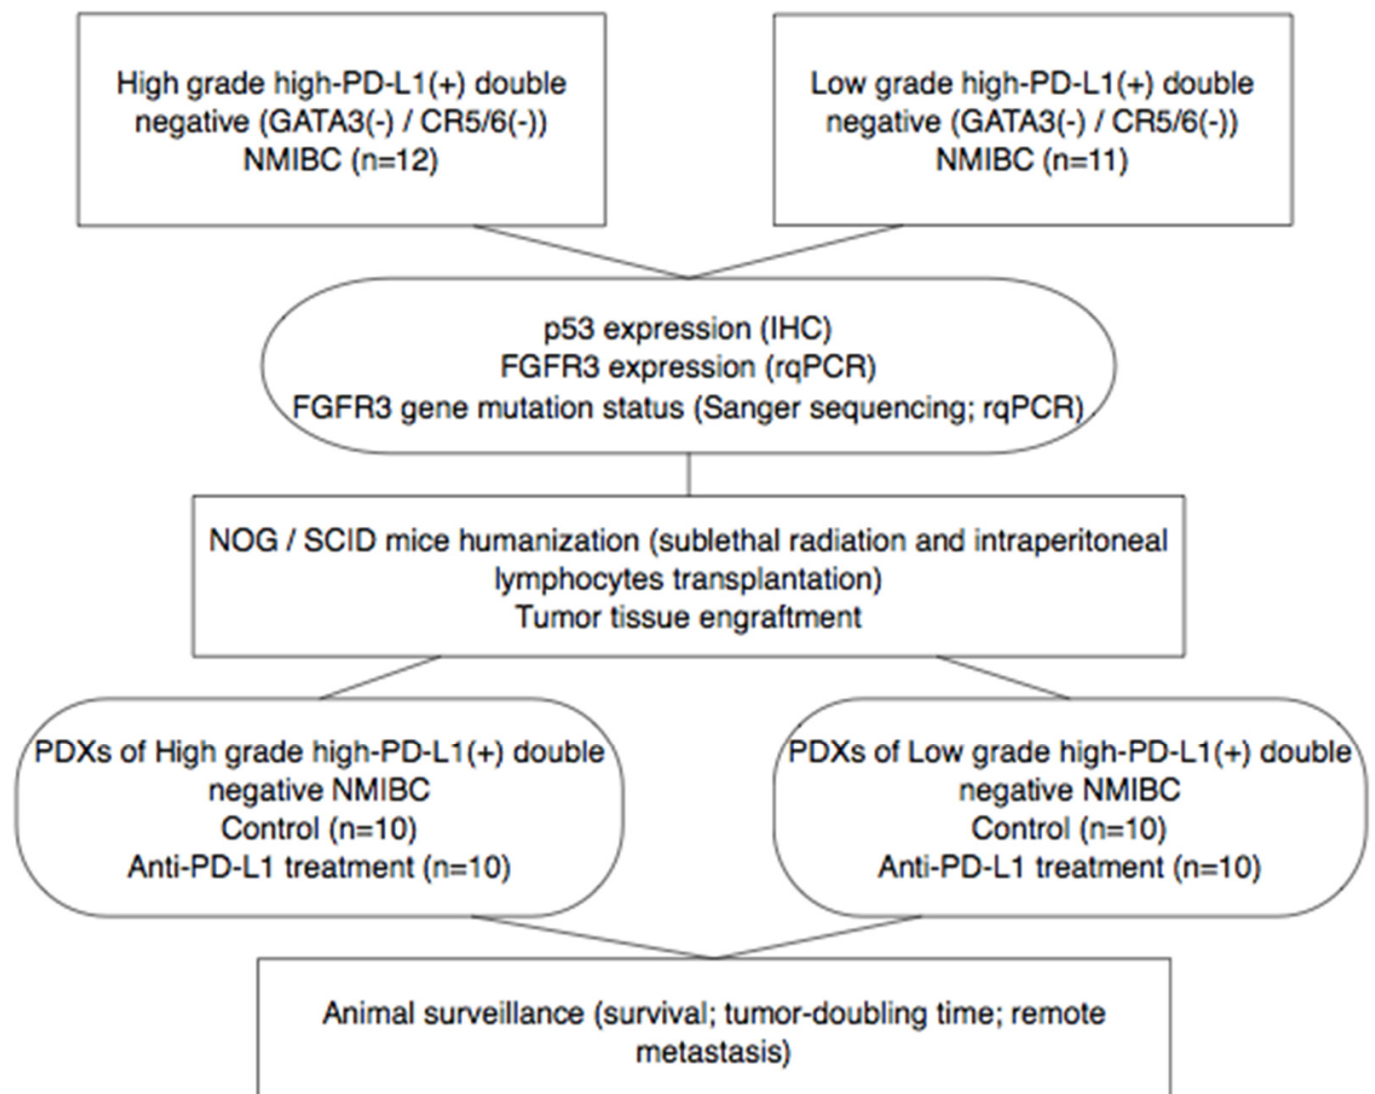 High grade high-PD-L1(+) double
negative (GATA3(-) / CR5/6(-))
NMIBC (n=12)
Low grade high-PD-L1(+) double
negative (GATA3(-) / CR5/6(-))
NMIBC (n=11)
p53 expression (IHC)
FGFR3 expression (rqPCR)
FGFR3 gene mutation status (Sanger sequencing; rqPCR)
NOG / SCID mice humanization (sublethal radiation and intraperitoneal
lymphocytes transplantation)
Tumor tissue engraftment
PDXs of High grade high-PD-L1(+) double
negative NMIBC
Control (n=10)
Anti-PD-L1 treatment (n=10)
PDXs of Low grade high-PD-L1(+) double
negative NMIBC
Control (n=10)
Anti-PD-L1 treatment (n=10)
Animal surveillance (survival; tumor-doubling time; remote
metastasis)